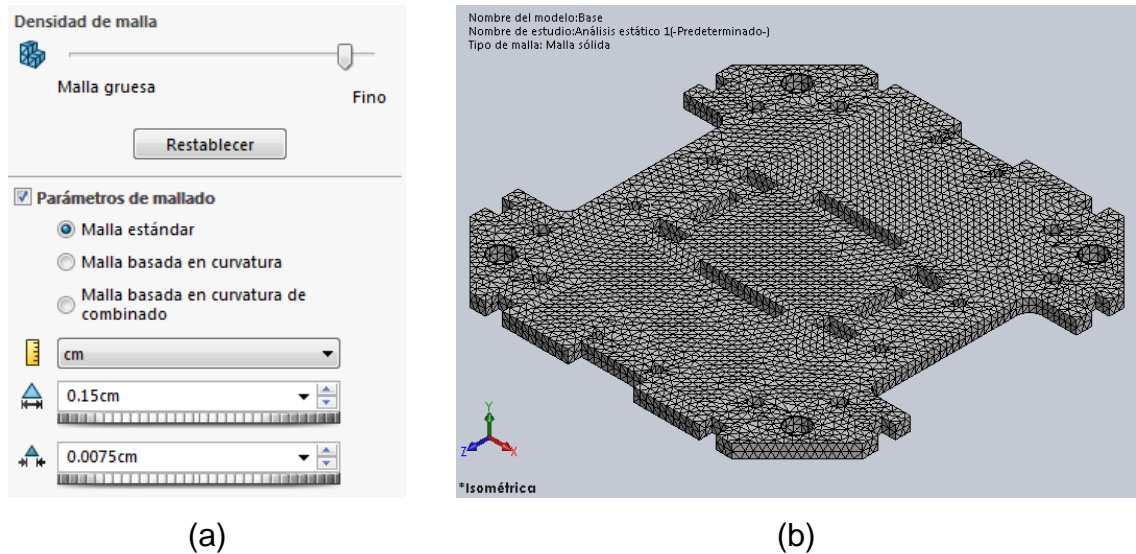 Densidad de malla
Malla gruesa
Fino
Restablecer
Parámetros de mallado
Malla estándar
Malla basada en curvatura
Malla basada en curvatura de
combinado
cm
0.15cm
0.0075cm
(a)
Nombre del modelo:Base
Nombre de estudio:Análisis estático 1(-Predeterminado-)
Tipo de malla: Malla sólida
Y
Z
X
*Isométrica
(b)